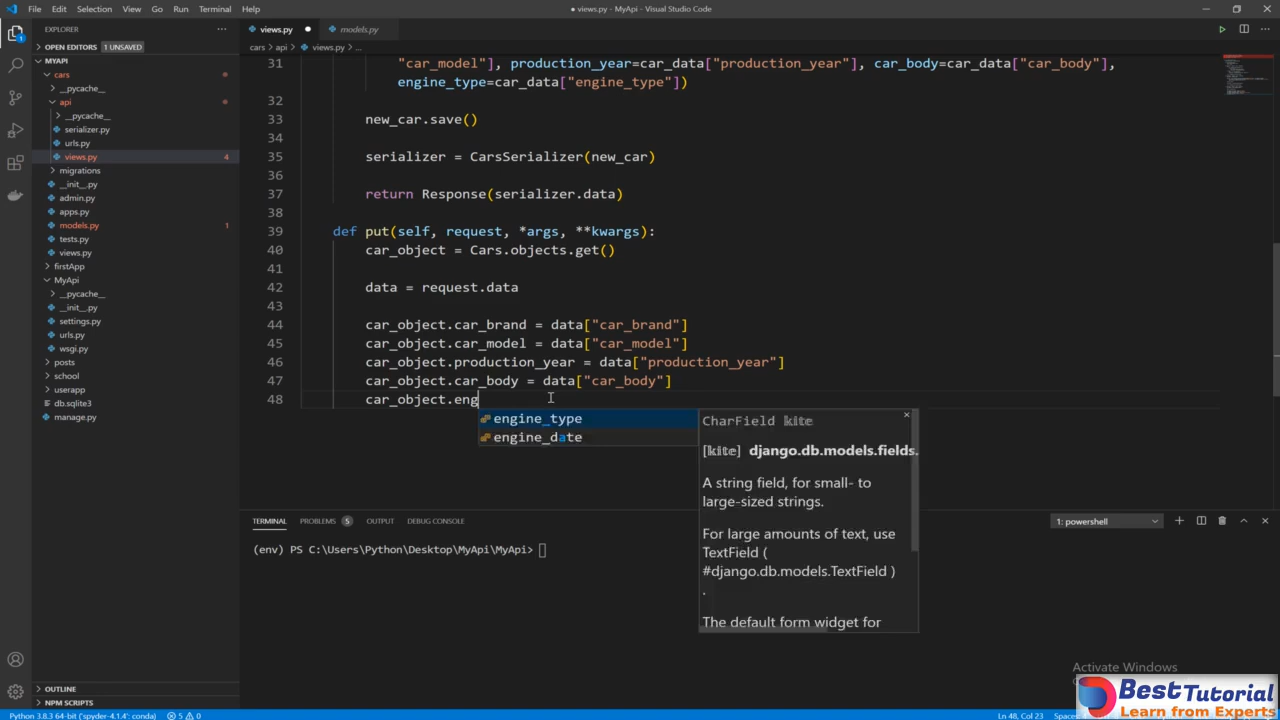 File Edit Selection View Go Run Terminal Help
● views.py - MyApi - Visual Studio Code
EXPLORER ...
views.py ●
models.py
OPEN EDITORS 1 UNSAVED
cars > api > views.py > ...
MYAPI
cars
__pycache__
api
__pycache__
serializer.py
urls.py
views.py 4
migrations
__init__.py
admin.py
apps.py
models.py 1
tests.py
views.py
firstApp
MyApi
__pycache__
__init__.py
settings.py
urls.py
wsgi.py
posts
school
userapp
db.sqlite3
manage.py
OUTLINE
NPM SCRIPTS
31 "car_model"], production_year=car_data["production_year"], car_body=car_data["car_body"],
engine_type=car_data["engine_type"])
32
33 new_car.save()
34
35 serializer = CarsSerializer(new_car)
36
37 return Response(serializer.data)
38
39 def put(self, request, *args, **kwargs):
40 car_object = Cars.objects.get()
41
42 data = request.data
43
44 car_object.car_brand = data["car_brand"]
45 car_object.car_model = data["car_model"]
46 car_object.production_year = data["production_year"]
47 car_object.car_body = data["car_body"]
48 car_object.eng
engine_type
engine_date
CharField kite
[kite] django.db.models.fields.
A string field, for small- to
large-sized strings.
For large amounts of text, use
TextField (
#django.db.models.TextField )
.
The default form widget for
TERMINAL PROBLEMS 5 OUTPUT DEBUG CONSOLE
1: powershell
(env) PS C:\Users\Python\Desktop\MyApi\MyApi>
Activate Windows
BestTutorial
Learn from Experts
Python 3.8.3 64-bit ('spyder-4.1.4': conda) 5 0
Ln 48, Col 23